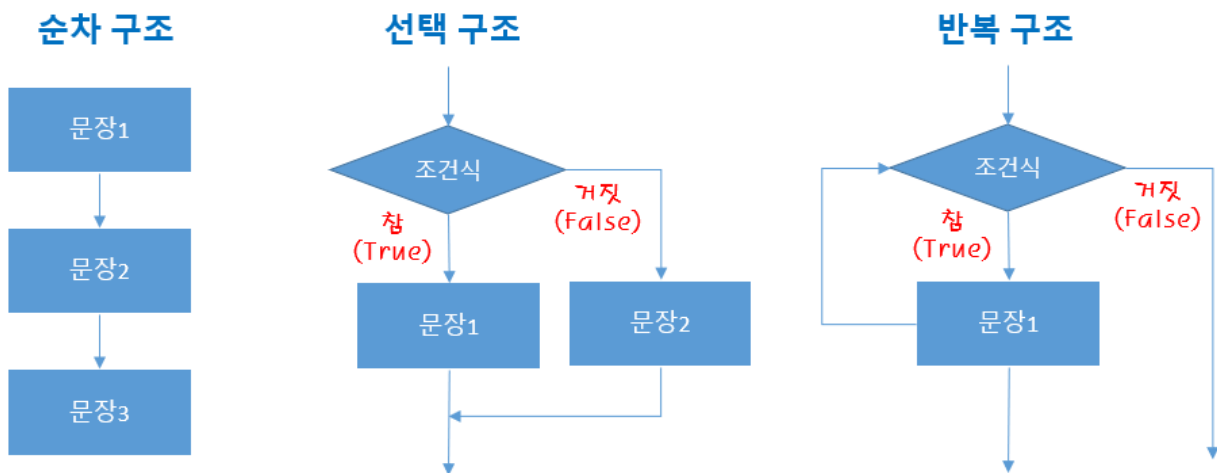 순차 구조
문장1
문장2
문장3
선택 구조
조건식
참
(True)
거짓
(False)
문장1
문장2
반복 구조
조건식
참
(True)
거짓
(False)
문장1